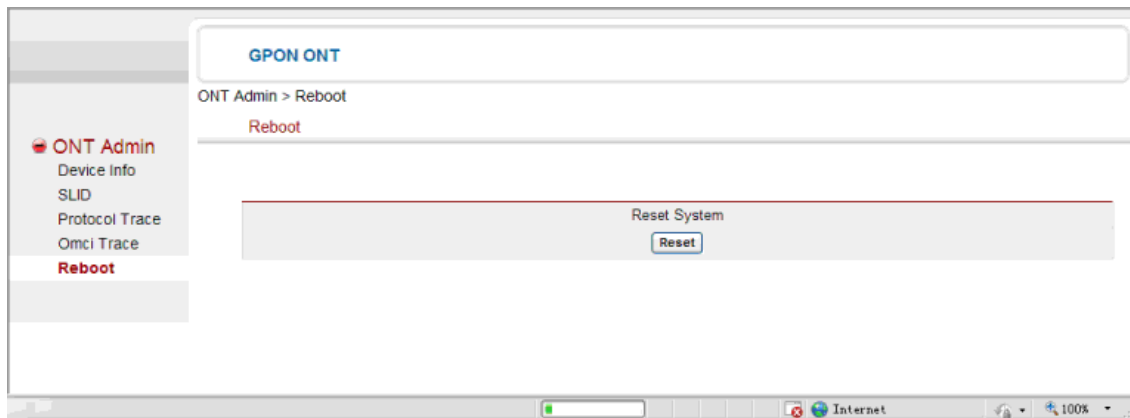 GPON ONT
ONT Admin > Reboot
Reboot
ONT Admin
Device Info
SLID
Protocol Trace
Omci Trace
Reboot
Reset System
Reset
Internet
100%